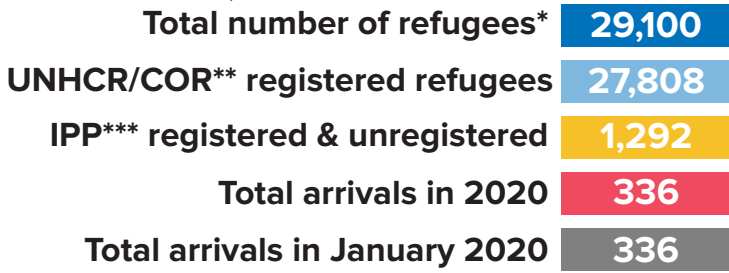 Total number of refugees* 29,100
UNHCR/COR** registered refugees 27,808
IPP*** registered & unregistered 1,292
Total arrivals in 2020 336
Total arrivals in January 2020 336